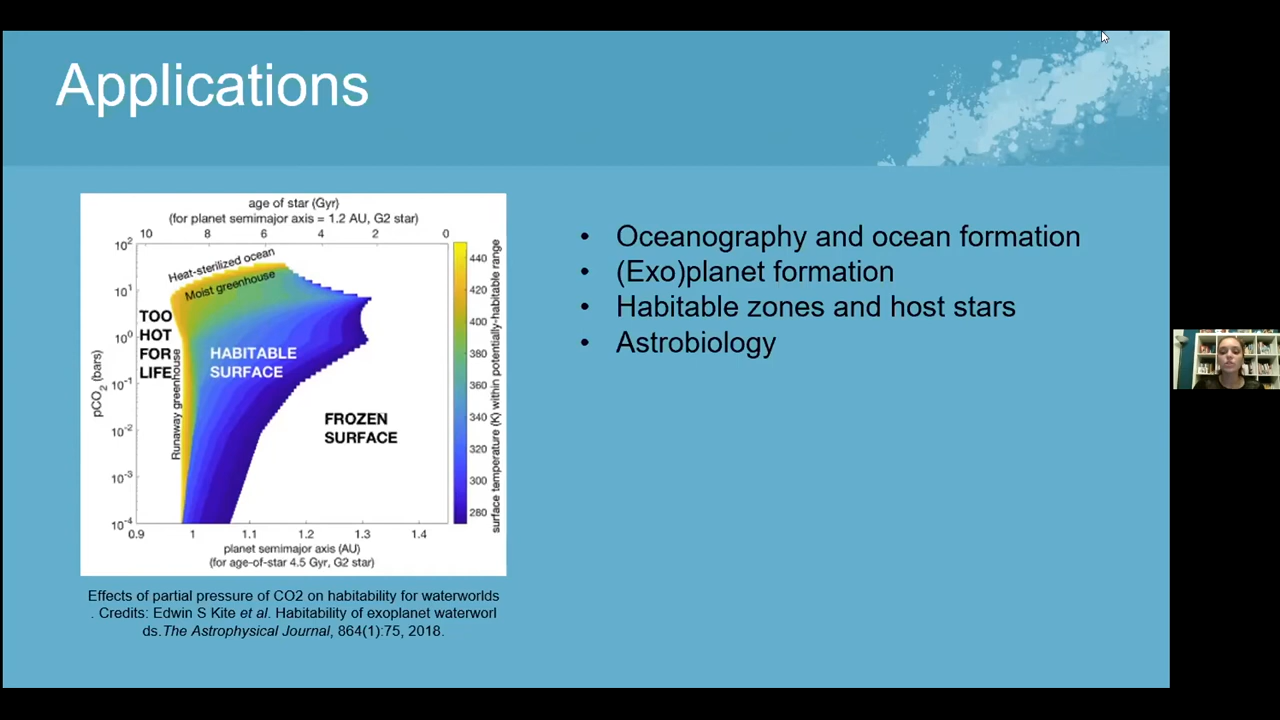 Applications
age of star (Gyr)
(for planet semimajor axis = 1.2 AU, G2 star)
10 8 6 4 2 0
10^2
10^1
10^0
10^-1
10^-2
10^-3
10^-4
pCO2 (bars)
Heat-sterilized ocean
Moist greenhouse
TOO
HOT
FOR
LIFE
Runaway greenhouse
HABITABLE
SURFACE
FROZEN
SURFACE
0.9 1 1.1 1.2 1.3 1.4
planet semimajor axis (AU)
(for age-of-star 4.5 Gyr, G2 star)
440
420
400
380
360
340
320
300
280
surface temperature (K) within potentially-habitable range
Effects of partial pressure of CO2 on habitability for waterworlds
. Credits: Edwin S Kite et al. Habitability of exoplanet waterworl
ds.The Astrophysical Journal, 864(1):75, 2018.
• Oceanography and ocean formation
• (Exo)planet formation
• Habitable zones and host stars
• Astrobiology